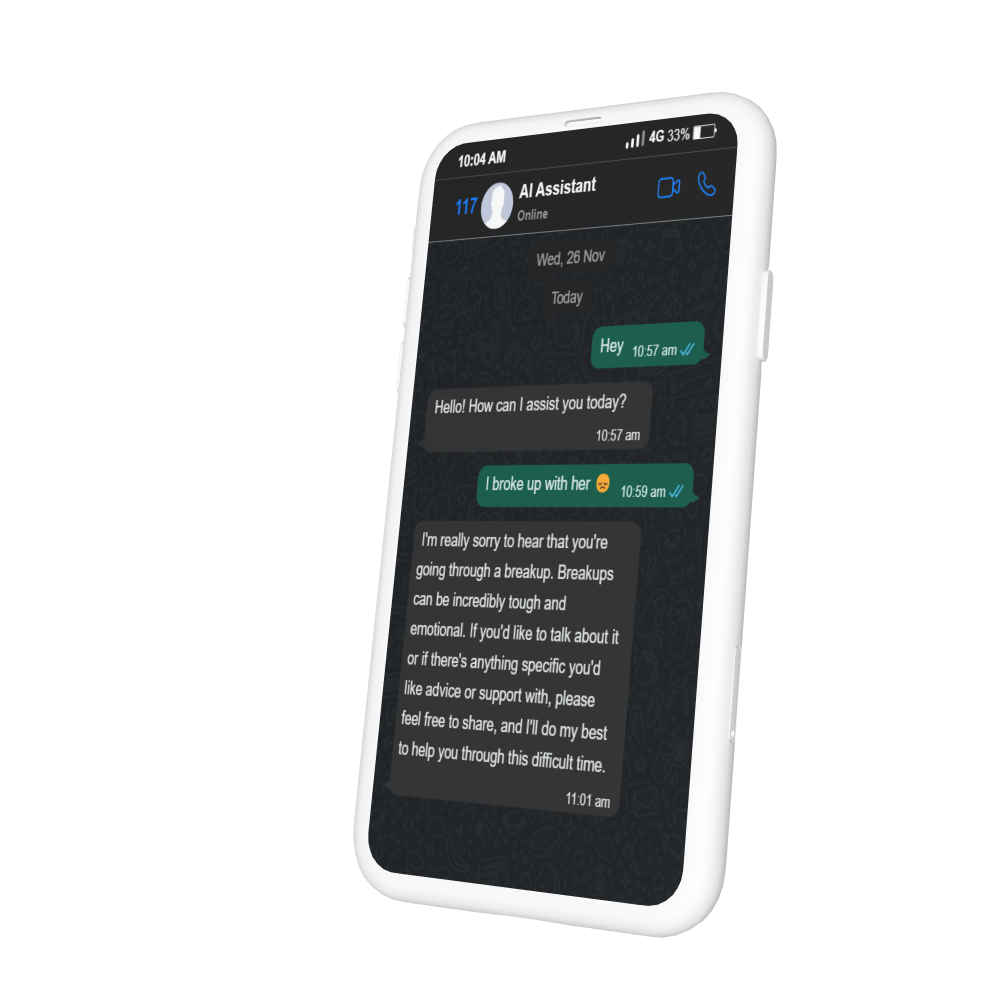 10:04 AM
4G 33%
117
AI Assistant
Online
Wed, 26 Nov
Today
Hey 10:57 am
Hello! How can I assist you today?
10:57 am
I broke up with her 😞 10:59 am
I'm really sorry to hear that you're
going through a breakup. Breakups
can be incredibly tough and
emotional. If you'd like to talk about it
or if there's anything specific you'd
like advice or support with, please
feel free to share, and I'll do my best
to help you through this difficult time.
11:01 am